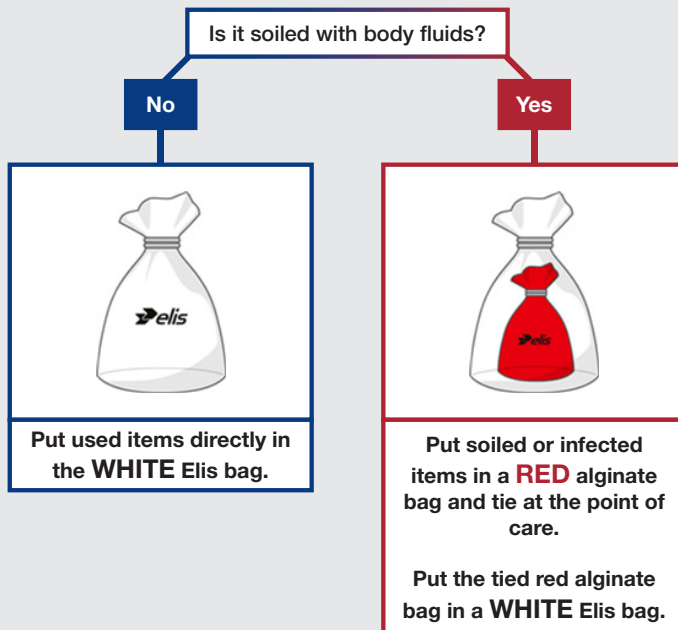 Is it soiled with body fluids?
No
Yes
elis
elis
Put used items directly in
the WHITE Elis bag.
Put soiled or infected
items in a RED alginate
bag and tie at the point of
care.
Put the tied red alginate
bag in a WHITE Elis bag.